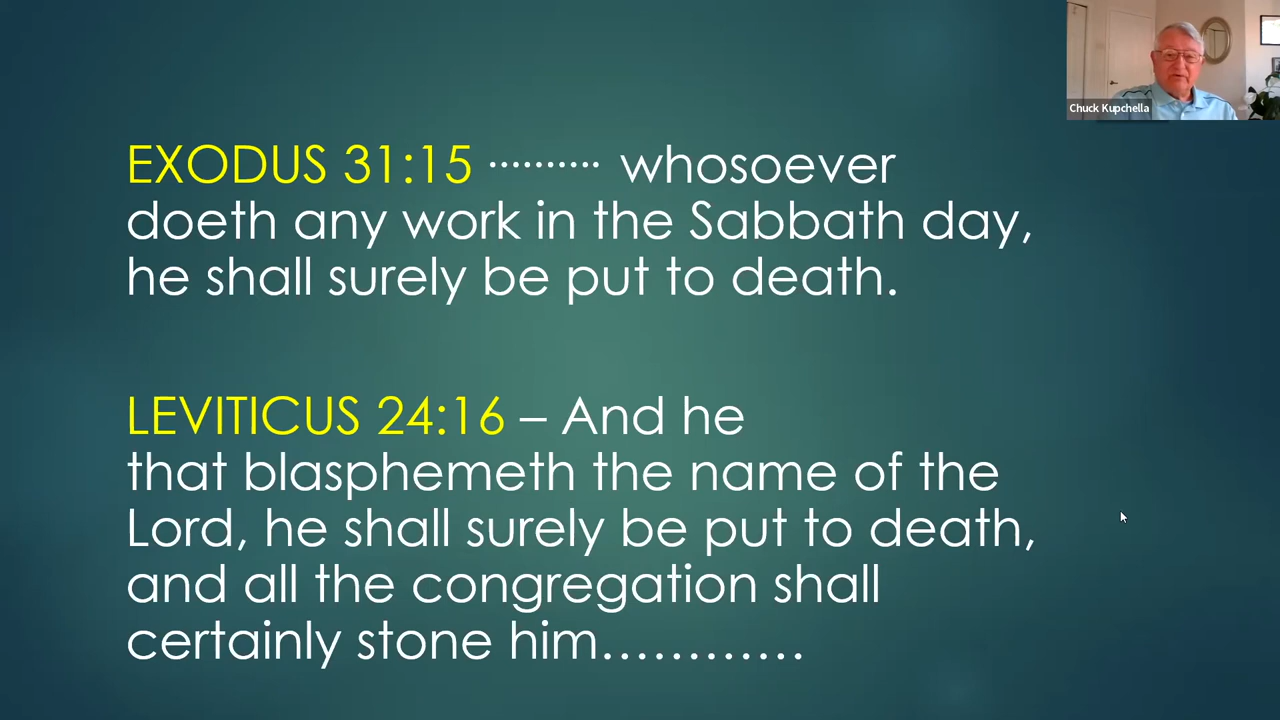 Chuck Kupchella
EXODUS 31:15 .......... whosoever
doeth any work in the Sabbath day,
he shall surely be put to death.
LEVITICUS 24:16 – And he
that blasphemeth the name of the
Lord, he shall surely be put to death,
and all the congregation shall
certainly stone him............